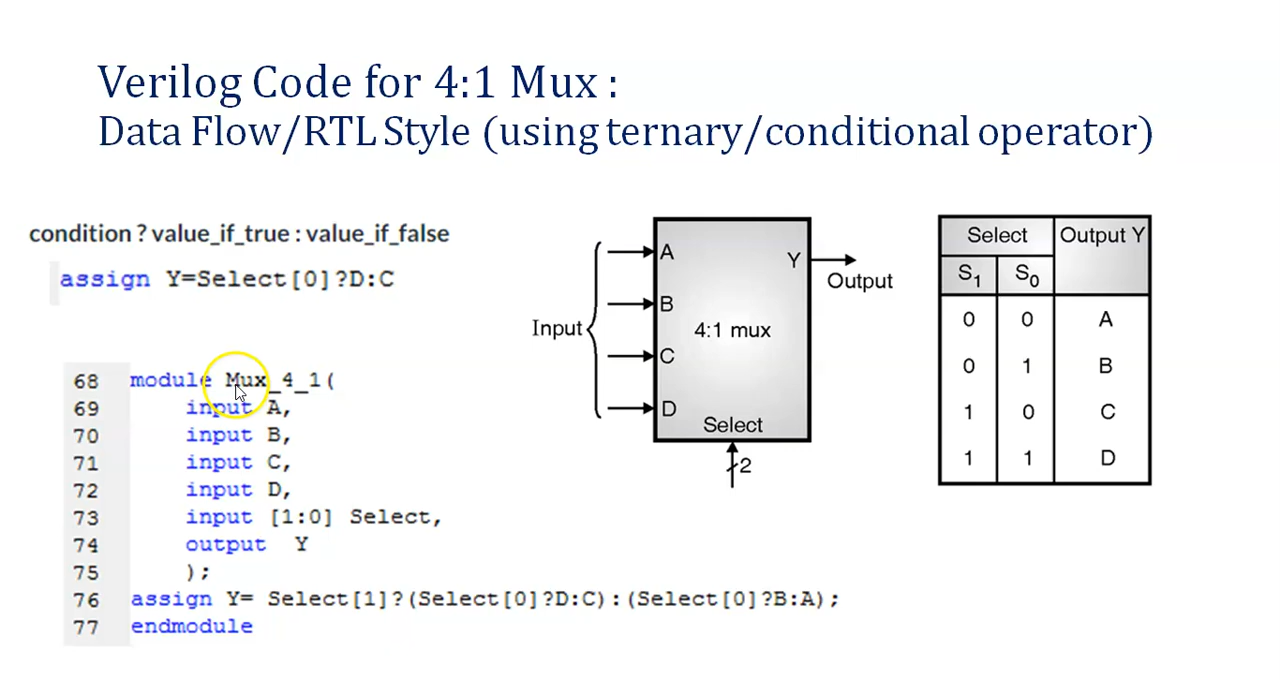 Verilog Code for 4:1 Mux :
Data Flow/RTL Style (using ternary/conditional operator)
condition ? value_if_true : value_if_false
assign Y=Select[0]?D:C
68 module Mux_4_1(
69 input A,
70 input B,
71 input C,
72 input D,
73 input [1:0] Select,
74 output Y
75 );
76 assign Y= Select[1]?(Select[0]?D:C):(Select[0]?B:A);
77 endmodule
Input
A
B
C
D
4:1 mux
Select
2
Y
Output
Select Output Y
S1 S0
0 0 A
0 1 B
1 0 C
1 1 D